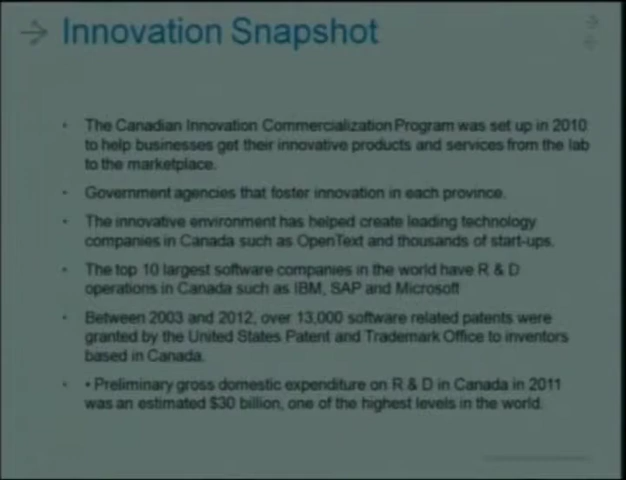 Innovation Snapshot
• The Canadian Innovation Commercialization Program was set up in 2010
to help businesses get their innovative products and services from the lab
to the marketplace.
• Government agencies that foster innovation in each province.
• The innovative environment has helped create leading technology
companies in Canada such as OpenText and thousands of start-ups.
• The top 10 largest software companies in the world have R & D
operations in Canada such as IBM, SAP and Microsoft
• Between 2003 and 2012, over 13,000 software related patents were
granted by the United States Patent and Trademark Office to inventors
based in Canada.
• • Preliminary gross domestic expenditure on R & D in Canada in 2011
was an estimated $30 billion, one of the highest levels in the world.